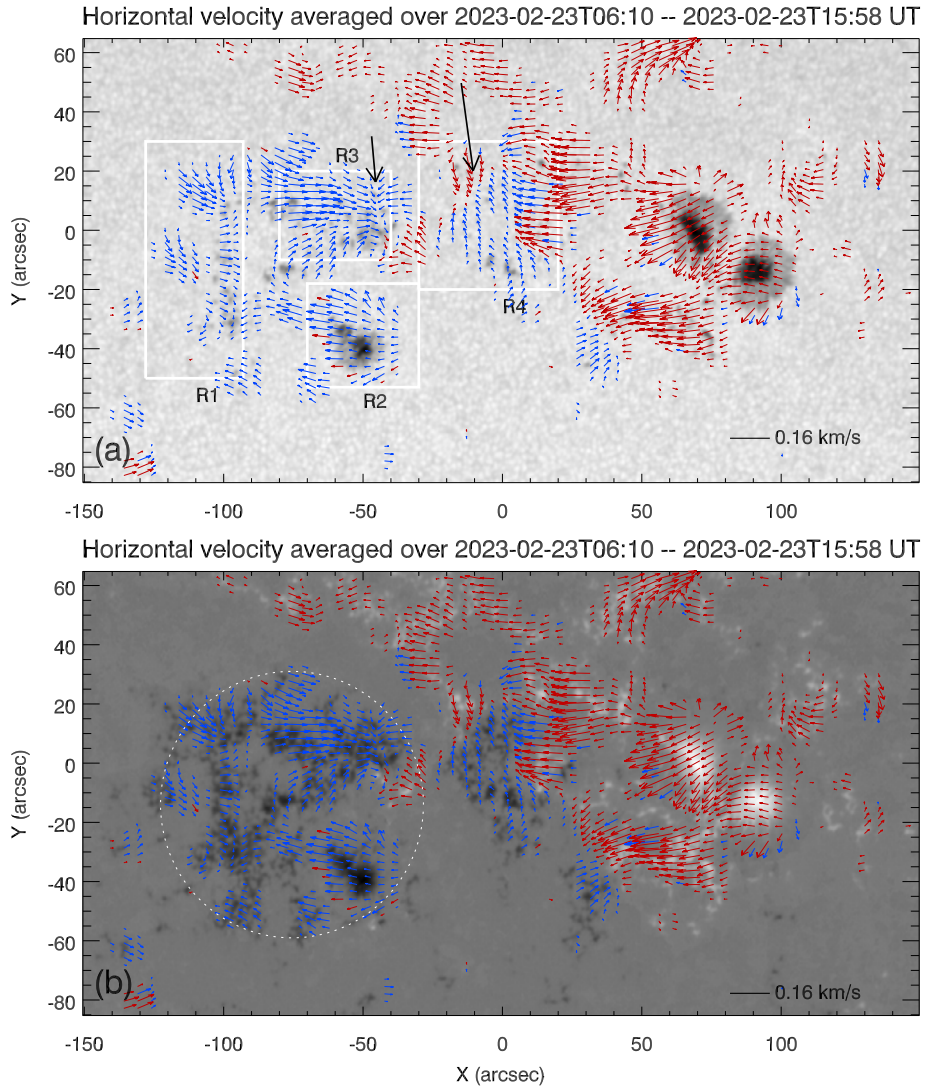 Horizontal velocity averaged over 2023-02-23T06:10 -- 2023-02-23T15:58 UT
60
40
R3
20
Y (arcsec)
0
-20
R4
-40
R1
R2
-60
0.16 km/s
(a)
-80
-150
-100
-50
0
50
100
Horizontal velocity averaged over 2023-02-23T06:10 -- 2023-02-23T15:58 UT
60
40
20
Y (arcsec)
0
-20
-40
-60
(b)
0.16 km/s
-80
-150
-100
-50
0
50
100
X (arcsec)